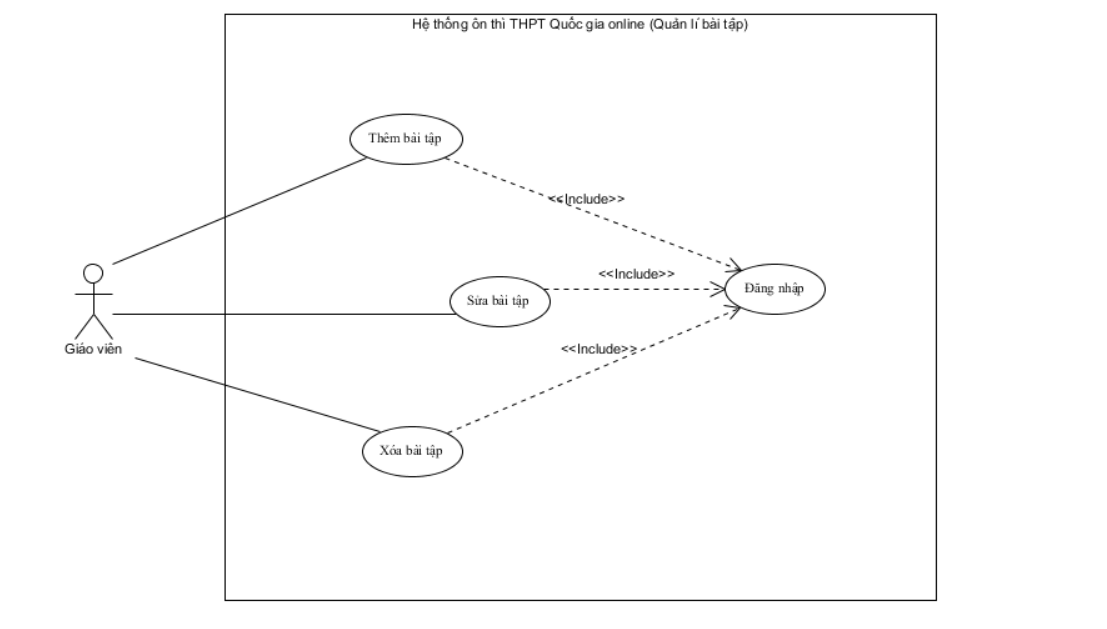 Hệ thống ôn thi THPT Quốc gia online (Quản lí bài tập)
Thêm bài tập
<<Include>>
<<Include>>
Đăng nhập
Sửa bài tập
Giáo viên
<<Include>>
Xóa bài tập